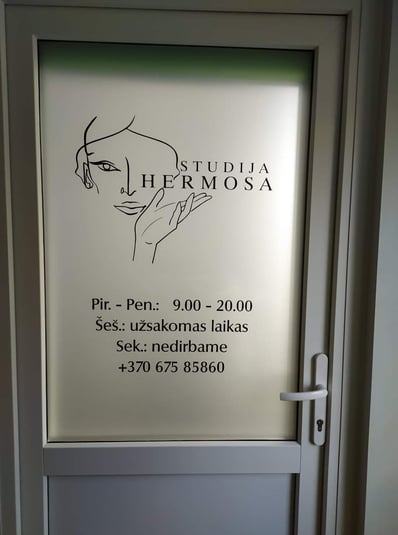 STUDIJA
HERMOSA
Pir. - Pen.: 9.00 - 20.00
Šeš.: užsakomas laikas
Sek.: nedirbame
+370 675 85860